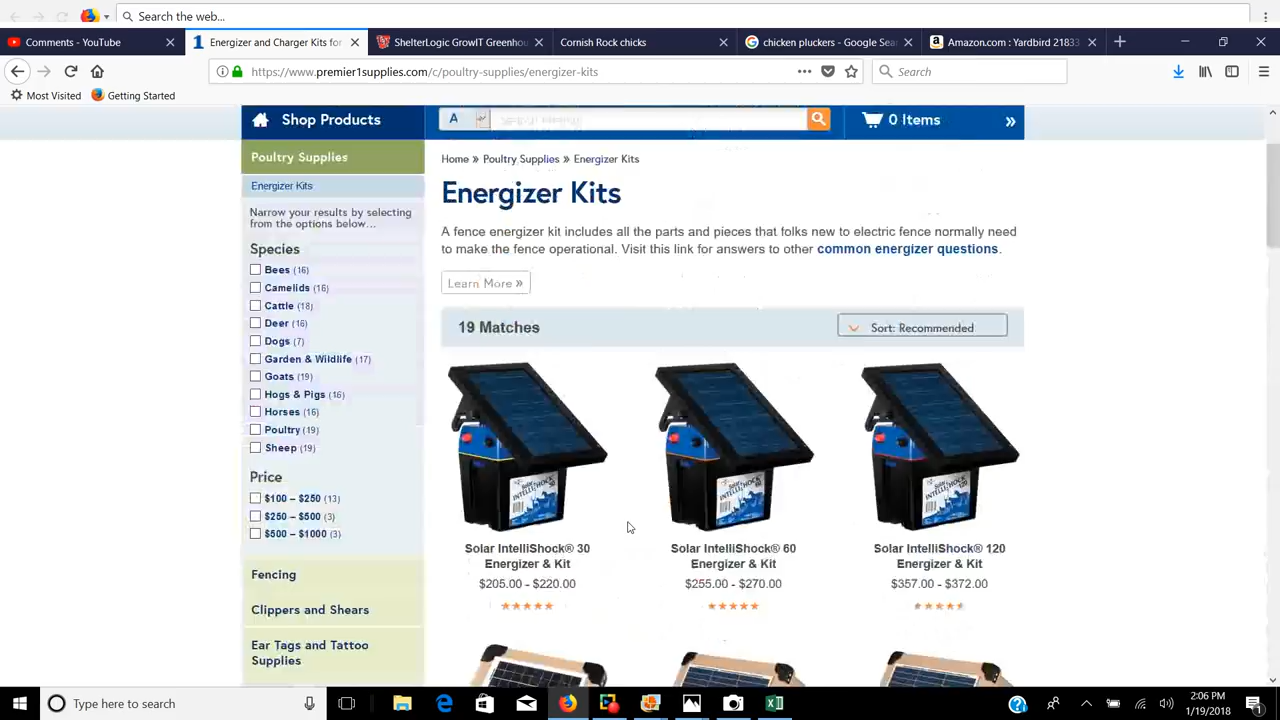 Search the web...
Comments - YouTube
Energizer and Charger Kits for
ShelterLogic GrowIT Greenhou
Cornish Rock chicks
chicken pluckers - Google Sea
Amazon.com : Yardbird 21833
https://www.premier1supplies.com/c/poultry-supplies/energizer-kits
Search
Most Visited
Getting Started
Shop Products
A
0 Items »
Poultry Supplies
Energizer Kits
Narrow your results by selecting
from the options below...
Species
Bees (16)
Camelids (16)
Cattle (18)
Deer (16)
Dogs (7)
Garden & Wildlife (17)
Goats (19)
Hogs & Pigs (16)
Horses (16)
Poultry (19)
Sheep (19)
Price
$100 – $250 (13)
$250 – $500 (3)
$500 – $1000 (3)
Fencing
Clippers and Shears
Ear Tags and Tattoo
Supplies
Home » Poultry Supplies » Energizer Kits
Energizer Kits
A fence energizer kit includes all the parts and pieces that folks new to electric fence normally need
to make the fence operational. Visit this link for answers to other common energizer questions.
Learn More »
19 Matches
Sort: Recommended
Solar IntelliShock® 30
Energizer & Kit
$205.00 - $220.00
Solar IntelliShock® 60
Energizer & Kit
$255.00 - $270.00
Solar IntelliShock® 120
Energizer & Kit
$357.00 - $372.00
Type here to search
2:06 PM
1/19/2018